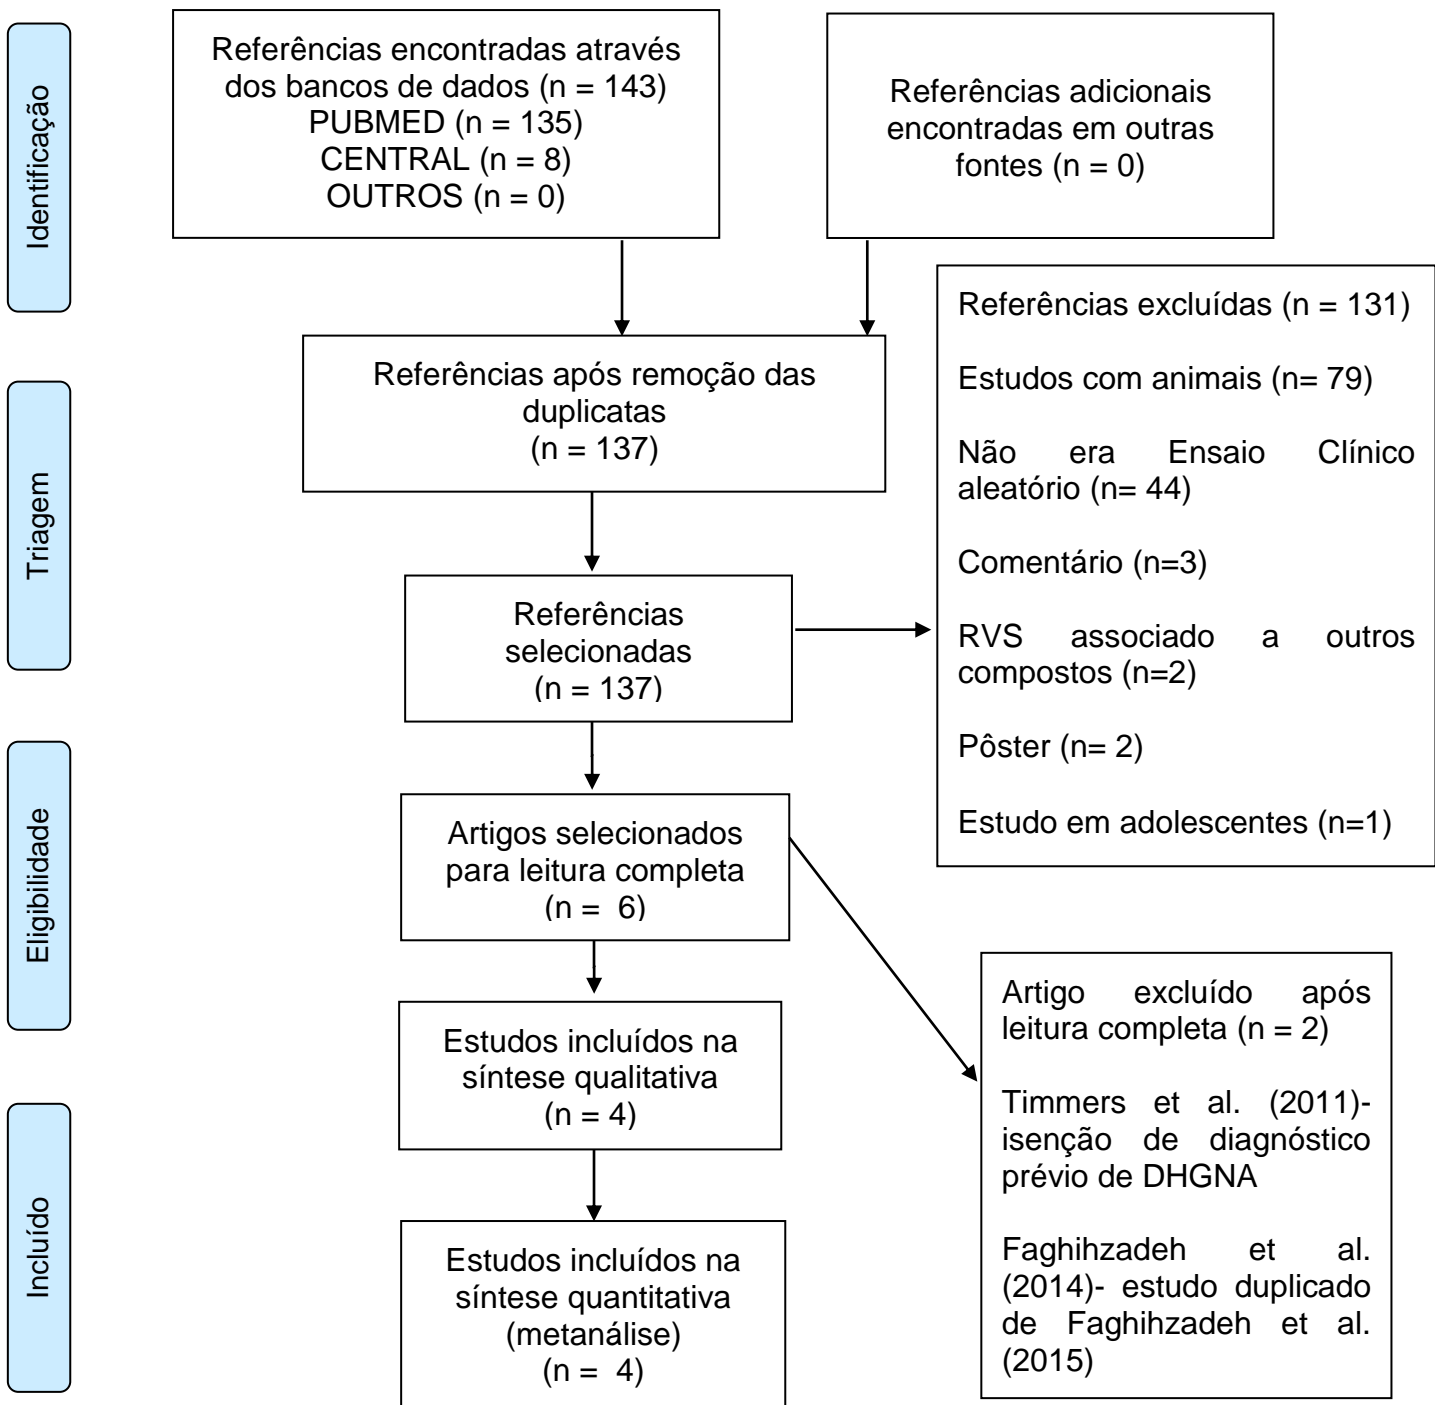 Identificação
Referências encontradas através
dos bancos de dados (n = 143)
PUBMED (n = 135)
CENTRAL (n = 8)
OUTROS (n = 0)
Referências adicionais
encontradas em outras
fontes (n = 0)
Triagem
Referências após remoção das
duplicatas
(n = 137)
Referências excluídas (n = 131)
Estudos com animais (n= 79)
Não era Ensaio Clínico
aleatório (n= 44)
Comentário (n=3)
RVS associado a outros
compostos (n=2)
Pôster (n= 2)
Estudo em adolescentes (n=1)
Referências
selecionadas
(n = 137)
Eligibilidade
Artigos selecionados
para leitura completa
(n = 6)
Artigo excluído após
leitura completa (n = 2)
Timmers et al. (2011)-
isenção de diagnóstico
prévio de DHGNA
Faghihzadeh et al.
(2014)- estudo duplicado
de Faghihzadeh et al.
(2015)
Estudos incluídos na
síntese qualitativa
(n = 4)
Incluído
Estudos incluídos na
síntese quantitativa
(metanálise)
(n = 4)